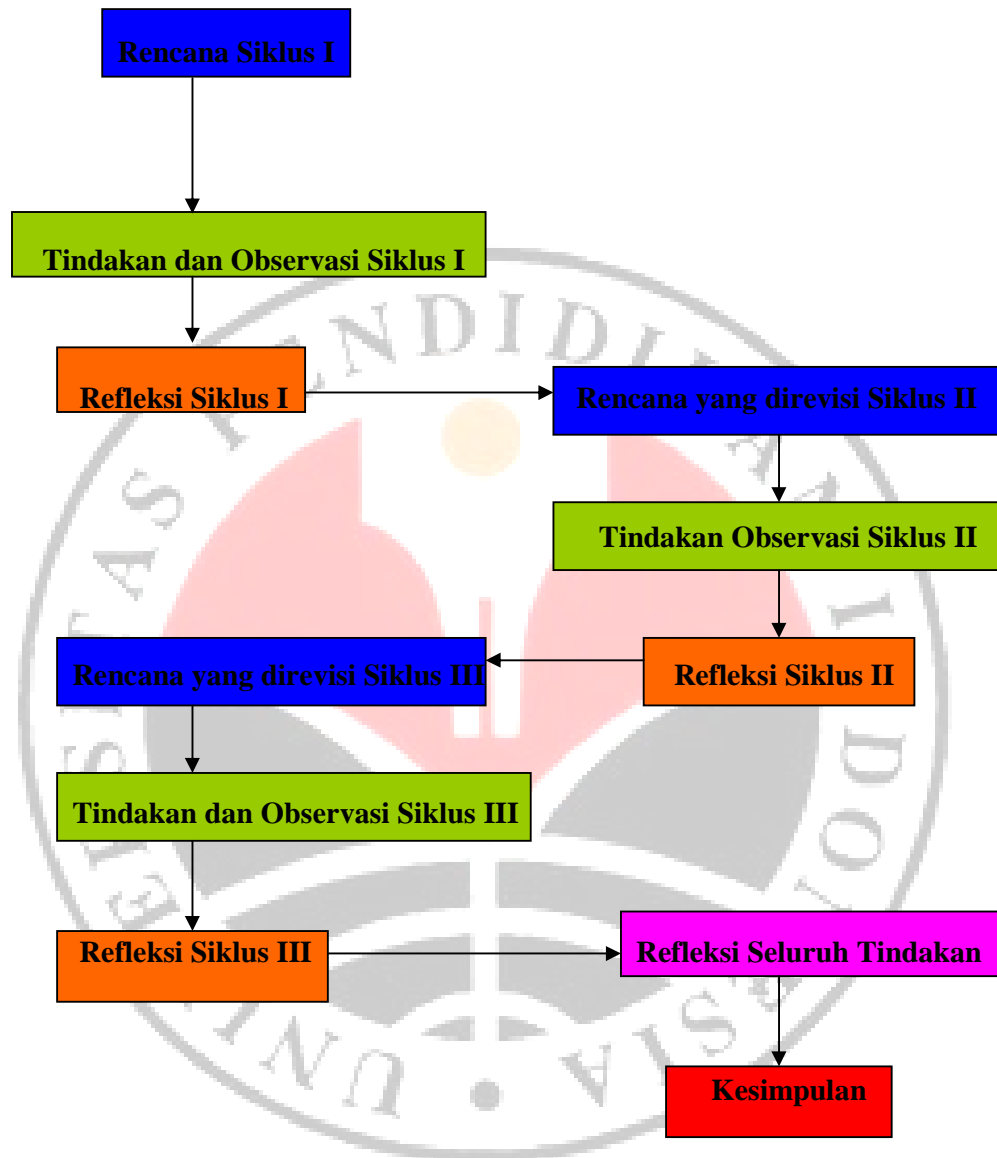 Rencana Siklus I
Tindakan dan Observasi Siklus I
Refleksi Siklus I
Rencana yang direvisi Siklus II
Tindakan Observasi Siklus II
Refleksi Siklus II
Rencana yang direvisi Siklus III
Tindakan dan Observasi Siklus III
Refleksi Siklus III
Refleksi Seluruh Tindakan
Kesimpulan